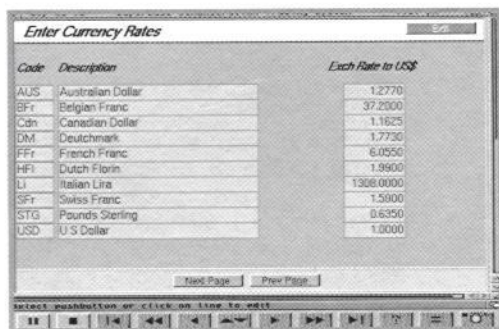 Enter Currency Rates
Exit
Code Description Exch Rate to US$
AUS Australian Dollar 1.2770
BFr Belgian Franc 37.2000
Cdn Canadian Dollar 1.1625
DM Deutchmark 1.7730
FFr French Franc 6.0550
HFl Dutch Florin 1.9900
Li Italian Lira 1308.0000
SFr Swiss Franc 1.5900
STG Pounds Sterling 0.6350
USD U S Dollar 1.0000
Next Page Prev Page
select pushbutton or click on line to edit